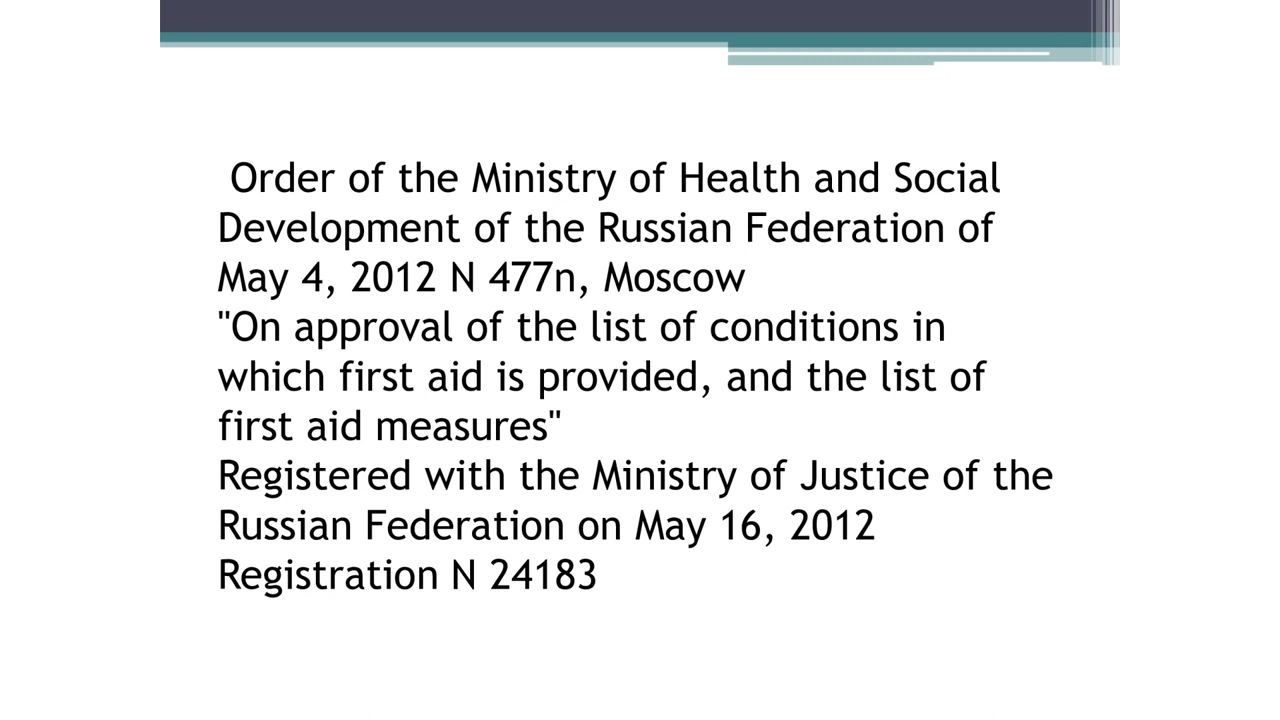 Order of the Ministry of Health and Social
Development of the Russian Federation of
May 4, 2012 N 477n, Moscow
"On approval of the list of conditions in
which first aid is provided, and the list of
first aid measures"
Registered with the Ministry of Justice of the
Russian Federation on May 16, 2012
Registration N 24183